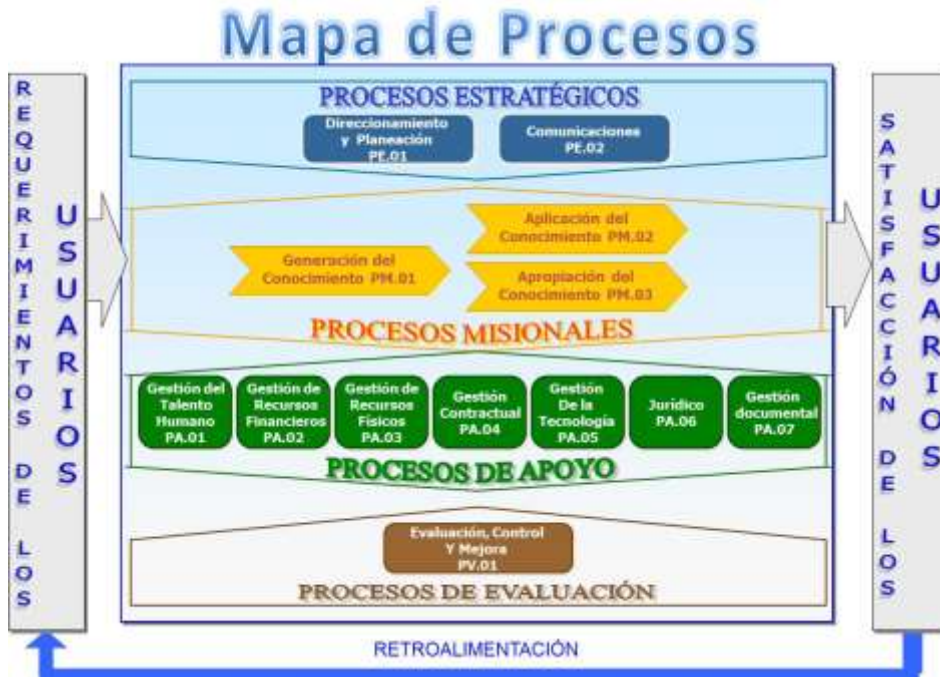 Mapa de Procesos
REQUERIMIENTOS DE LOS
USUARIOS
PROCESOS ESTRATÉGICOS
Direccionamiento
y Planeación
PE.01
Comunicaciones
PE.02
Aplicación del
Conocimiento PM.02
Generación del
Conocimiento PM.01
Apropiación del
Conocimiento PM.03
PROCESOS MISIONALES
Gestión del
Talento
Humano
PA.01
Gestión de
Recursos
Financieros
PA.02
Gestión de
Recursos
Físicos
PA.03
Gestión
Contractual
PA.04
Gestión
De la
Tecnología
PA.05
Jurídico
PA.06
Gestión
documental
PA.07
PROCESOS DE APOYO
Evaluación, Control
Y Mejora
PV.01
PROCESOS DE EVALUACIÓN
SATISFACCIÓN DE LOS
USUARIOS
RETROALIMENTACIÓN